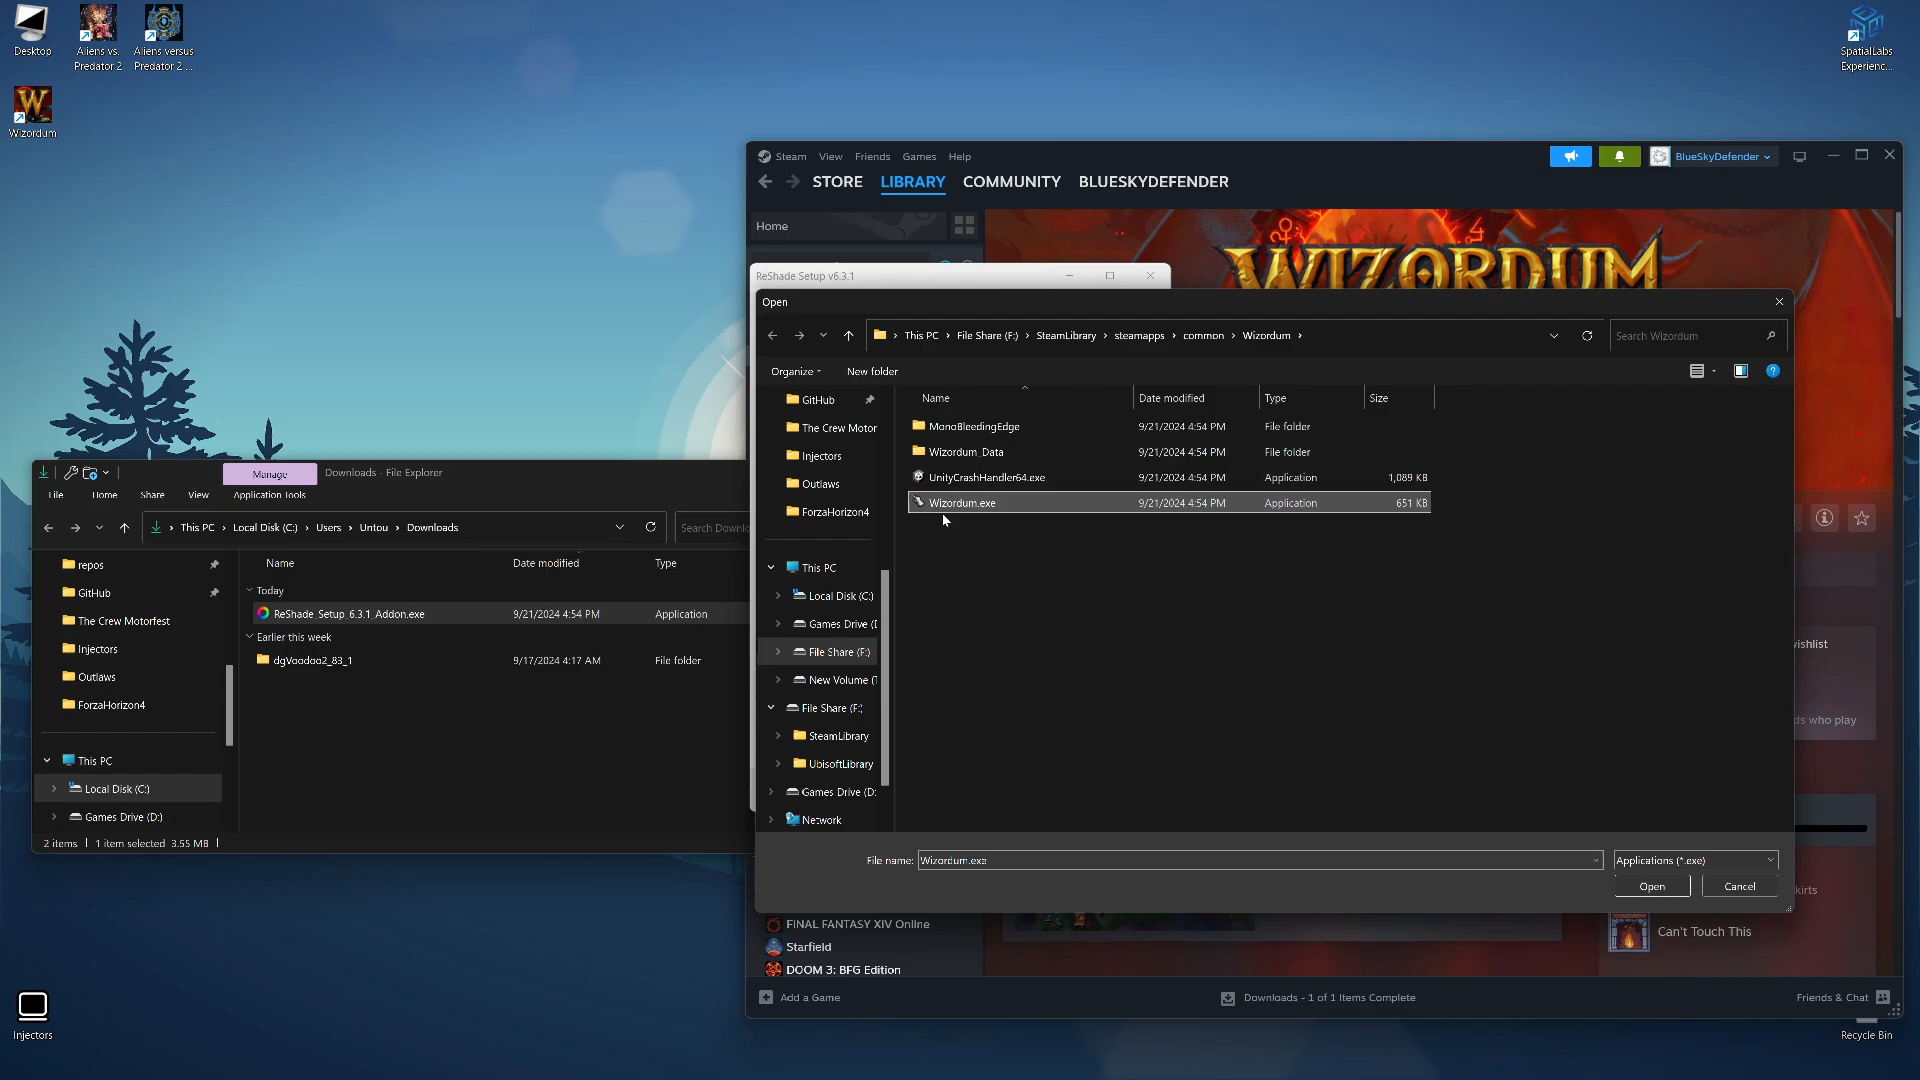 Desktop
Aliens vs.
Predator 2
Aliens versus
Predator 2 ...
SpatialLabs
Experienc...
Wizordum
Steam View Friends Games Help
BlueSkyDefender
STORE LIBRARY COMMUNITY BLUESKYDEFENDER
Home
WIZORDUM
ReShade Setup v6.3.1
Open
This PC › File Share (F:) › SteamLibrary › steamapps › common › Wizordum ›
Search Wizordum
Organize New folder
GitHub
The Crew Motor
Injectors
Outlaws
ForzaHorizon4
This PC
Local Disk (C:)
Games Drive (D
File Share (F:)
New Volume (
File Share (F:)
SteamLibrary
UbisoftLibrary
Games Drive (D:
Network
Name Date modified Type Size
MonoBleedingEdge 9/21/2024 4:54 PM File folder
Wizordum_Data 9/21/2024 4:54 PM File folder
UnityCrashHandler64.exe 9/21/2024 4:54 PM Application 1,089 KB
Wizordum.exe 9/21/2024 4:54 PM Application 651 KB
File name: Wizordum.exe Applications (*.exe)
Open Cancel
Manage Downloads - File Explorer
File Home Share View Application Tools
This PC › Local Disk (C:) › Users › Untou › Downloads
Search Downlo
repos
GitHub
The Crew Motorfest
Injectors
Outlaws
ForzaHorizon4
This PC
Local Disk (C:)
Games Drive (D:)
Name Date modified Type
Today
ReShade_Setup_6.3.1_Addon.exe 9/21/2024 4:54 PM Application
Earlier this week
dgVoodoo2_83_1 9/17/2024 4:17 AM File folder
2 items 1 item selected 3.55 MB
ishlist
ds who play
kirts
Can't Touch This
FINAL FANTASY XIV Online
Starfield
DOOM 3: BFG Edition
Add a Game Downloads - 1 of 1 Items Complete Friends & Chat
Injectors
Recycle Bin